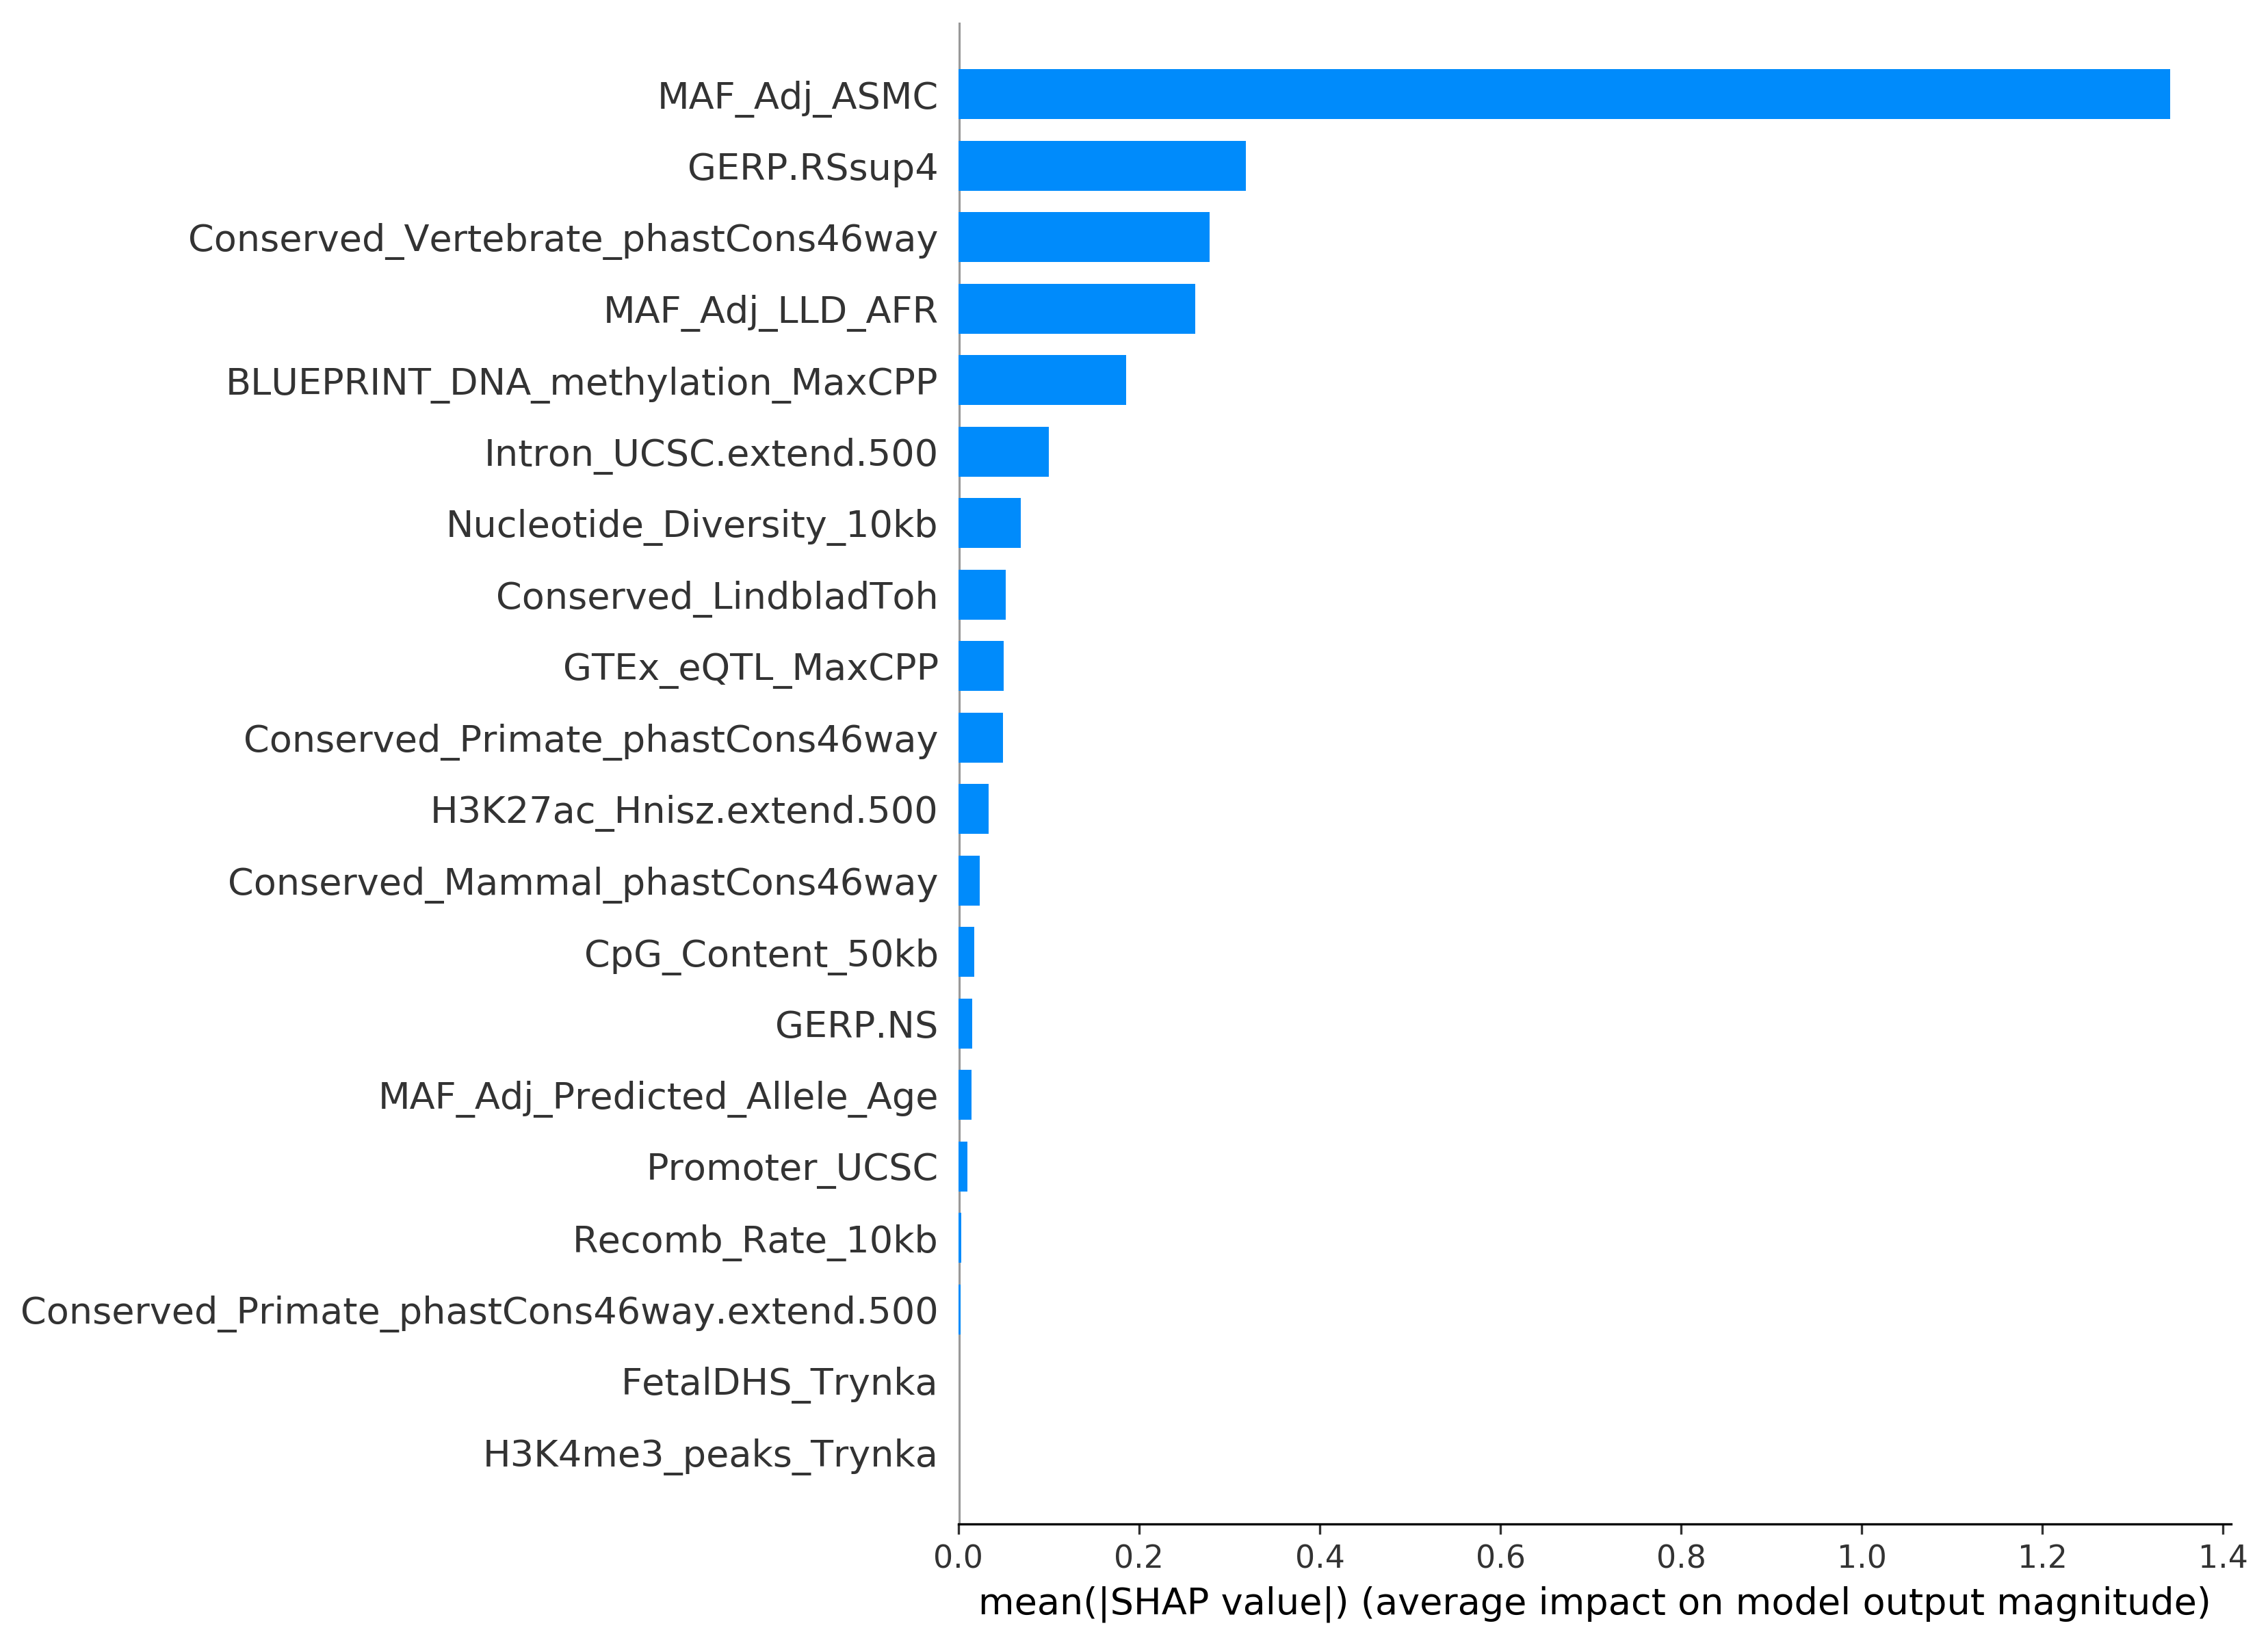 MAF_Adj_ASMC
GERP.RSsup4
Conserved_Vertebrate_phastCons46way
MAF_Adj_LLD_AFR
BLUEPRINT_DNA_methylation_MaxCPP
Intron_UCSC.extend.500
Nucleotide_Diversity_10kb
Conserved_LindbladToh
GTEx_eQTL_MaxCPP
Conserved_Primate_phastCons46way
H3K27ac_Hnisz.extend.500
Conserved_Mammal_phastCons46way
CpG_Content_50kb
GERP.NS
MAF_Adj_Predicted_Allele_Age
Promoter_UCSC
Recomb_Rate_10kb
Conserved_Primate_phastCons46way.extend.500
FetalDHS_Trynka
H3K4me3_peaks_Trynka
0.0 0.2 0.4 0.6 0.8 1.0 1.2 1.4
mean(|SHAP value|) (average impact on model output magnitude)